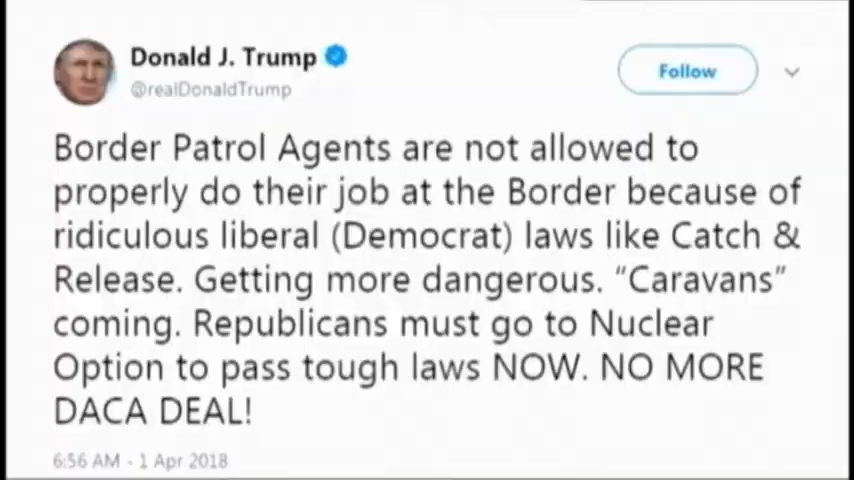 Donald J. Trump
@realDonaldTrump
Follow
Border Patrol Agents are not allowed to
properly do their job at the Border because of
ridiculous liberal (Democrat) laws like Catch &
Release. Getting more dangerous. “Caravans”
coming. Republicans must go to Nuclear
Option to pass tough laws NOW. NO MORE
DACA DEAL!
6:56 AM - 1 Apr 2018